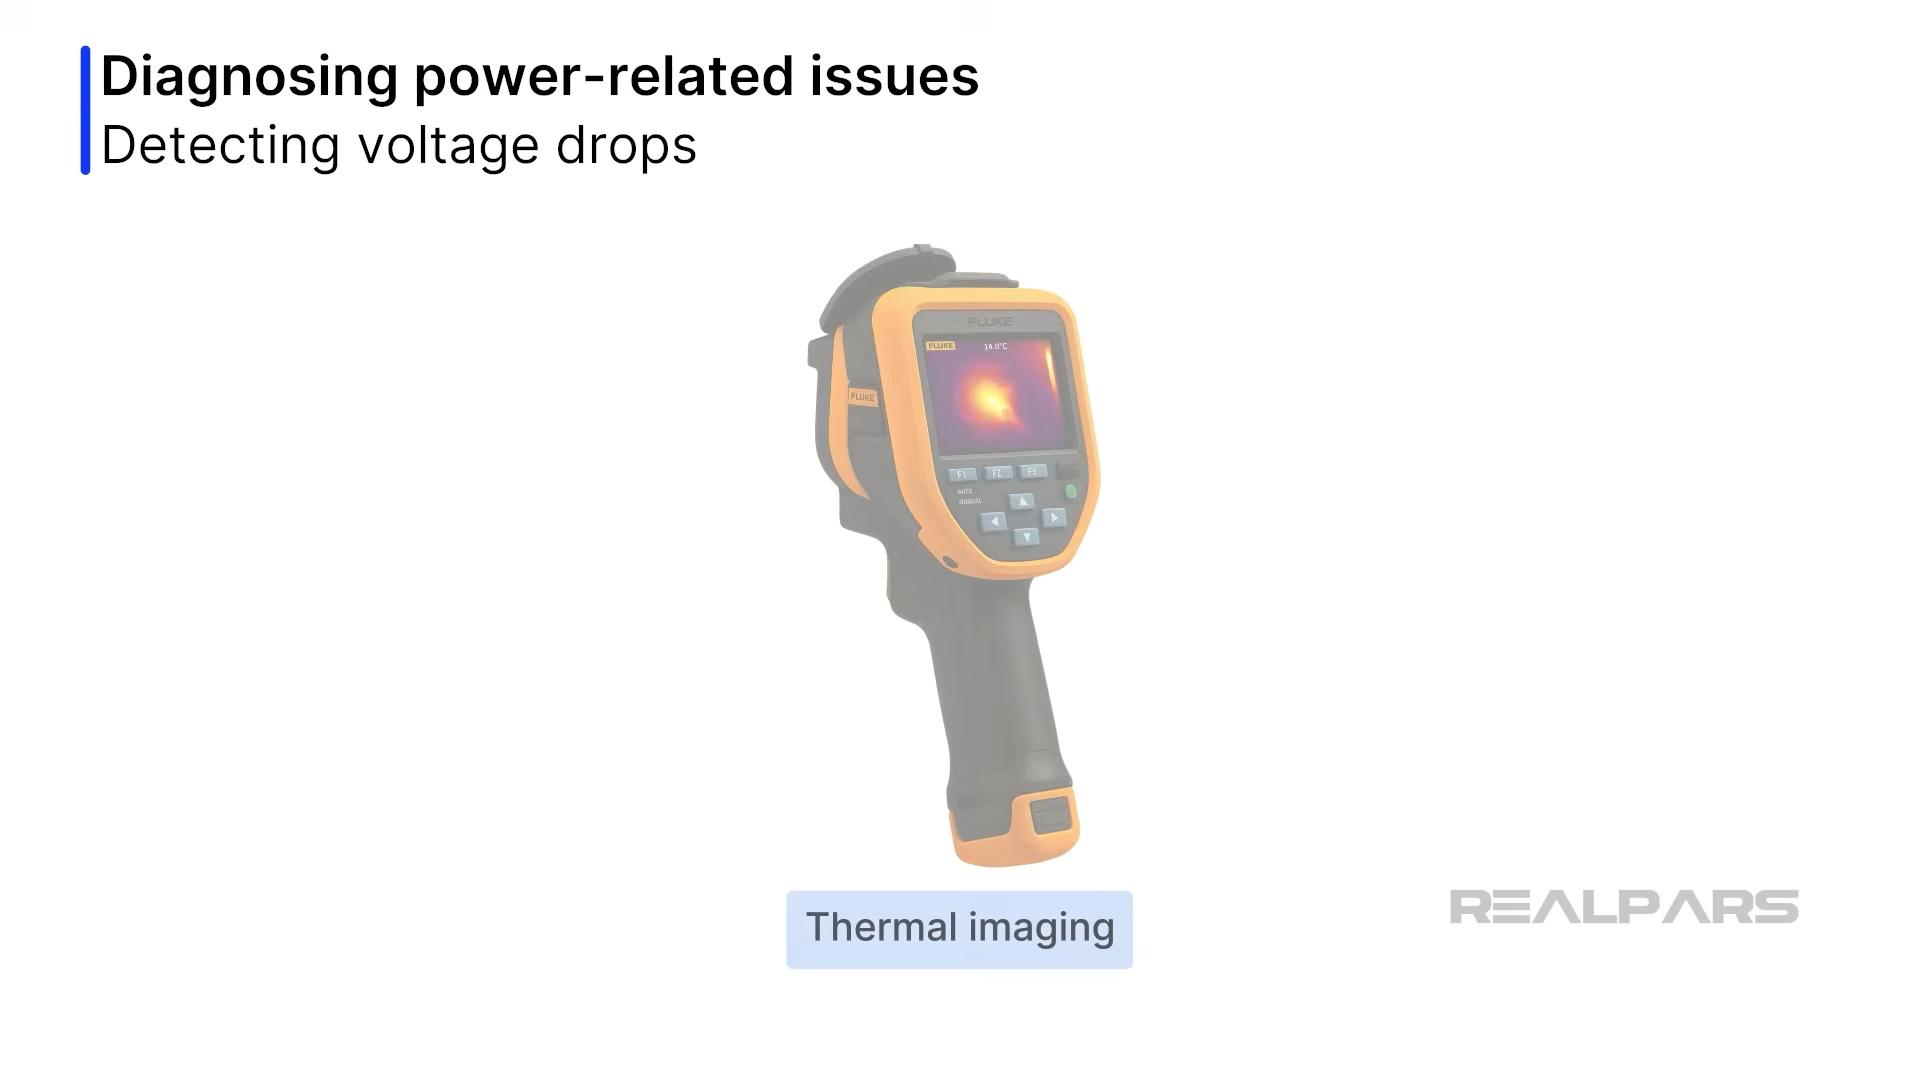 Diagnosing power-related issues
Detecting voltage drops
FLUKE
FLUKE 14.0°C
FLUKE
F1 F2 F3
AUTO
MANUAL
Thermal imaging
REALPARS